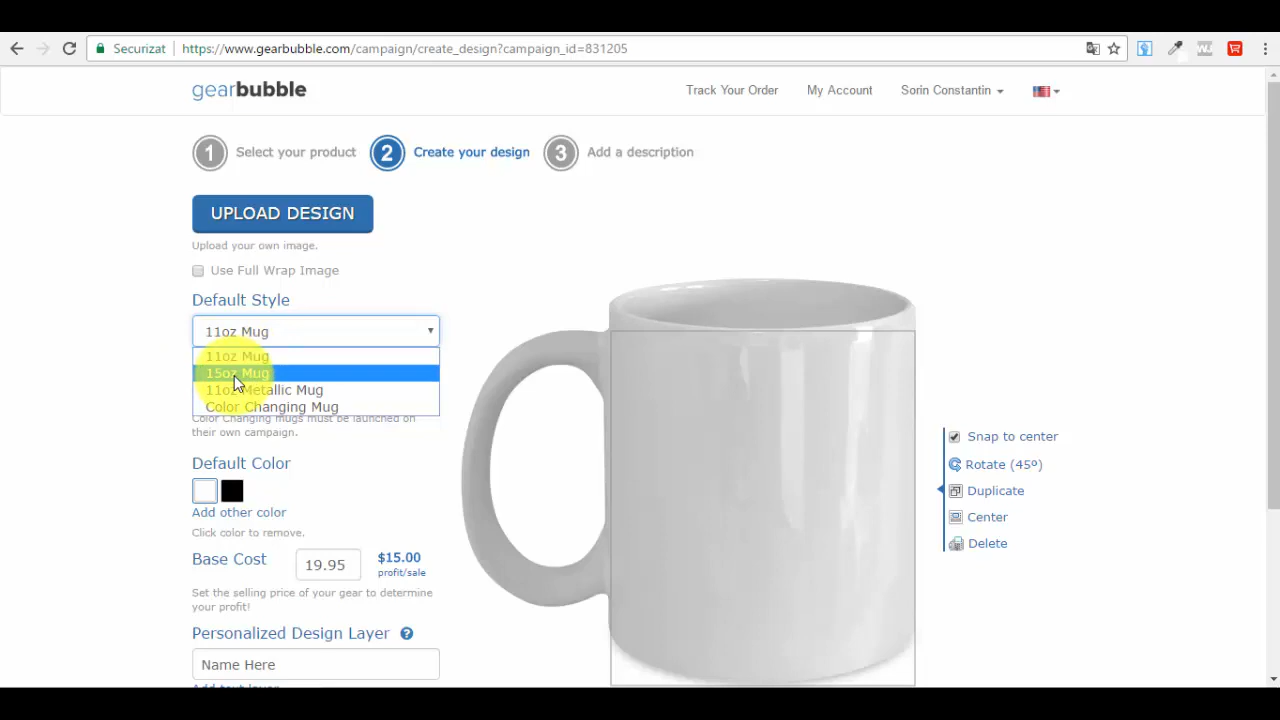 Securizat
https://www.gearbubble.com/campaign/create_design?campaign_id=831205
gearbubble
Track Your Order
My Account
Sorin Constantin
1 Select your product
2 Create your design
3 Add a description
UPLOAD DESIGN
Upload your own image.
Use Full Wrap Image
Default Style
11oz Mug
11oz Mug
15oz Mug
11oz Metallic Mug
Color Changing Mug
Color Changing mugs must be launched on
their own campaign.
Default Color
Add other color
Click color to remove.
Base Cost
19.95
$15.00
profit/sale
Set the selling price of your gear to determine
your profit!
Personalized Design Layer ?
Name Here
Add text layer
Snap to center
Rotate (45º)
Duplicate
Center
Delete